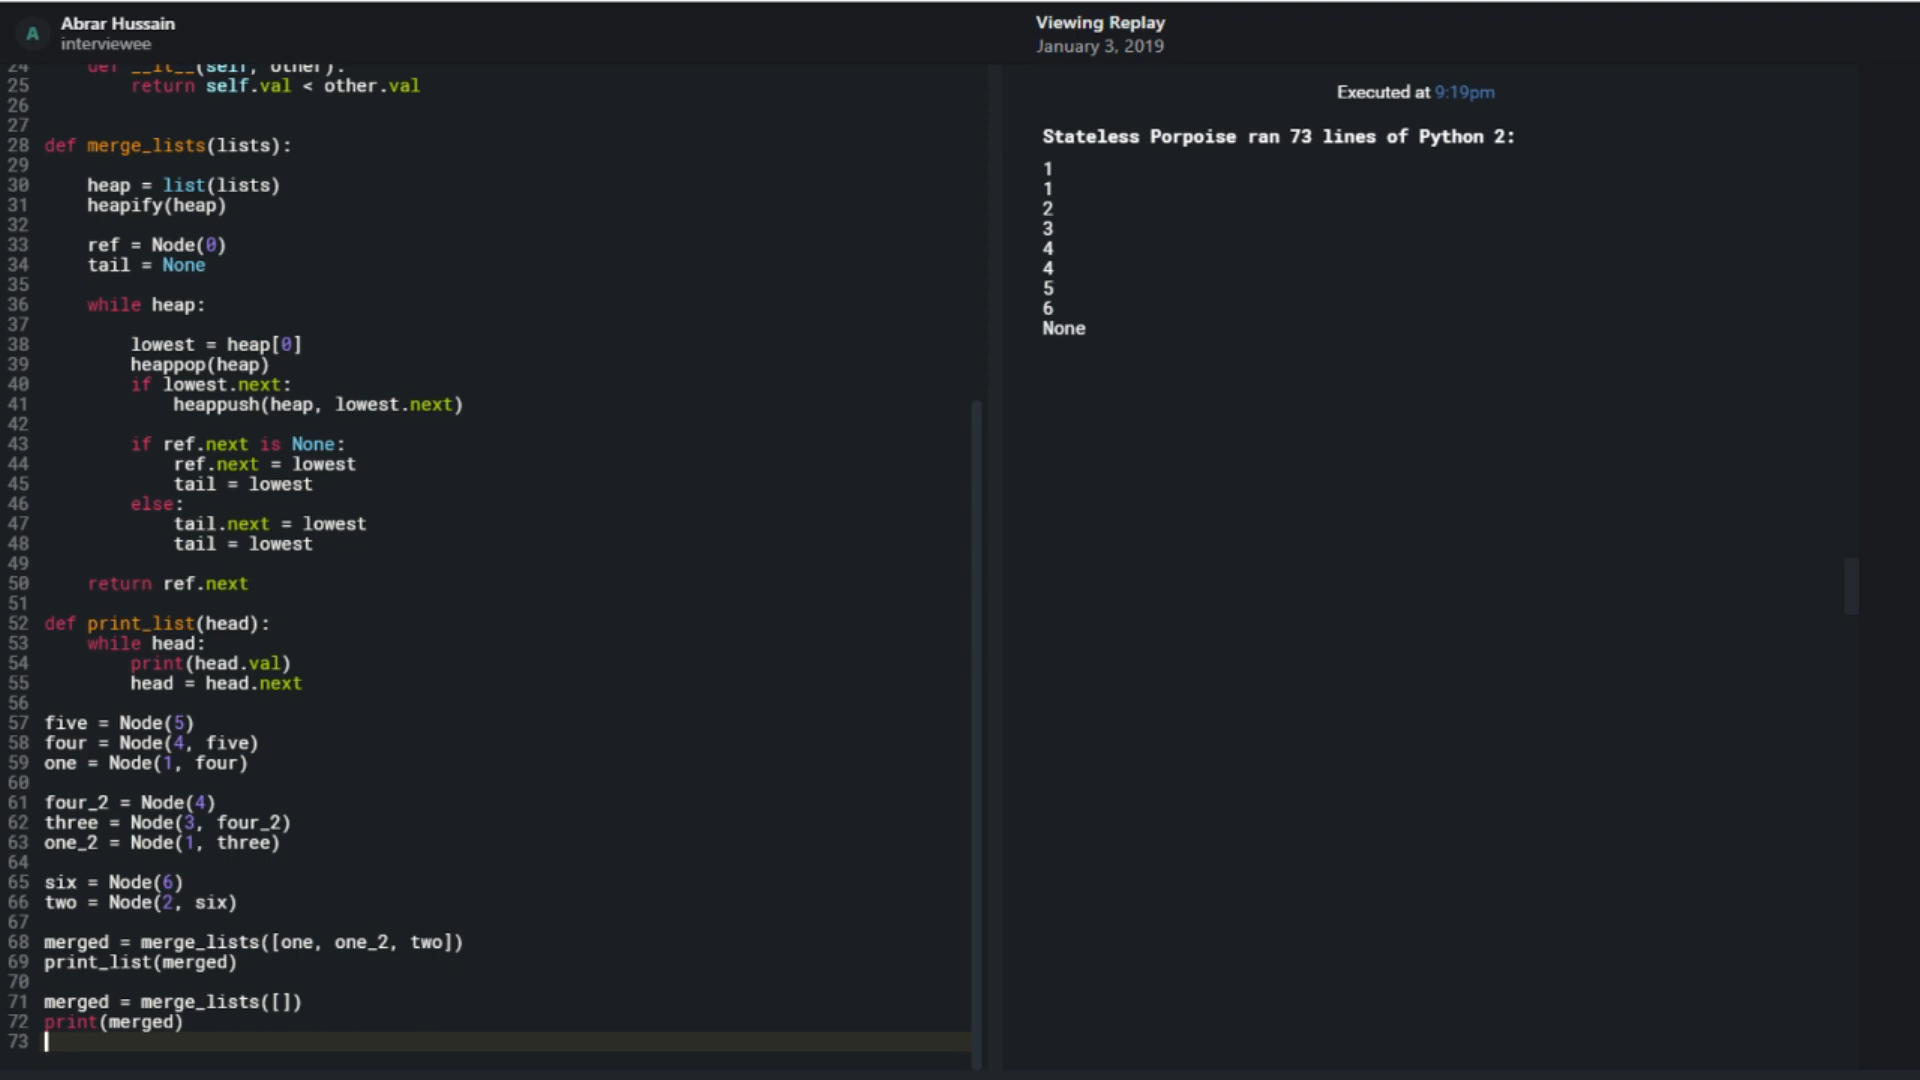 A
Abrar Hussain
interviewee
Viewing Replay
January 3, 2019
24 def __lt__(self, other):
25 return self.val < other.val
26
27
28 def merge_lists(lists):
29
30 heap = list(lists)
31 heapify(heap)
32
33 ref = Node(0)
34 tail = None
35
36 while heap:
37
38 lowest = heap[0]
39 heappop(heap)
40 if lowest.next:
41 heappush(heap, lowest.next)
42
43 if ref.next is None:
44 ref.next = lowest
45 tail = lowest
46 else:
47 tail.next = lowest
48 tail = lowest
49
50 return ref.next
51
52 def print_list(head):
53 while head:
54 print(head.val)
55 head = head.next
56
57 five = Node(5)
58 four = Node(4, five)
59 one = Node(1, four)
60
61 four_2 = Node(4)
62 three = Node(3, four_2)
63 one_2 = Node(1, three)
64
65 six = Node(6)
66 two = Node(2, six)
67
68 merged = merge_lists([one, one_2, two])
69 print_list(merged)
70
71 merged = merge_lists([])
72 print(merged)
73
Executed at 9:19pm
Stateless Porpoise ran 73 lines of Python 2:
1
1
2
3
4
4
5
6
None